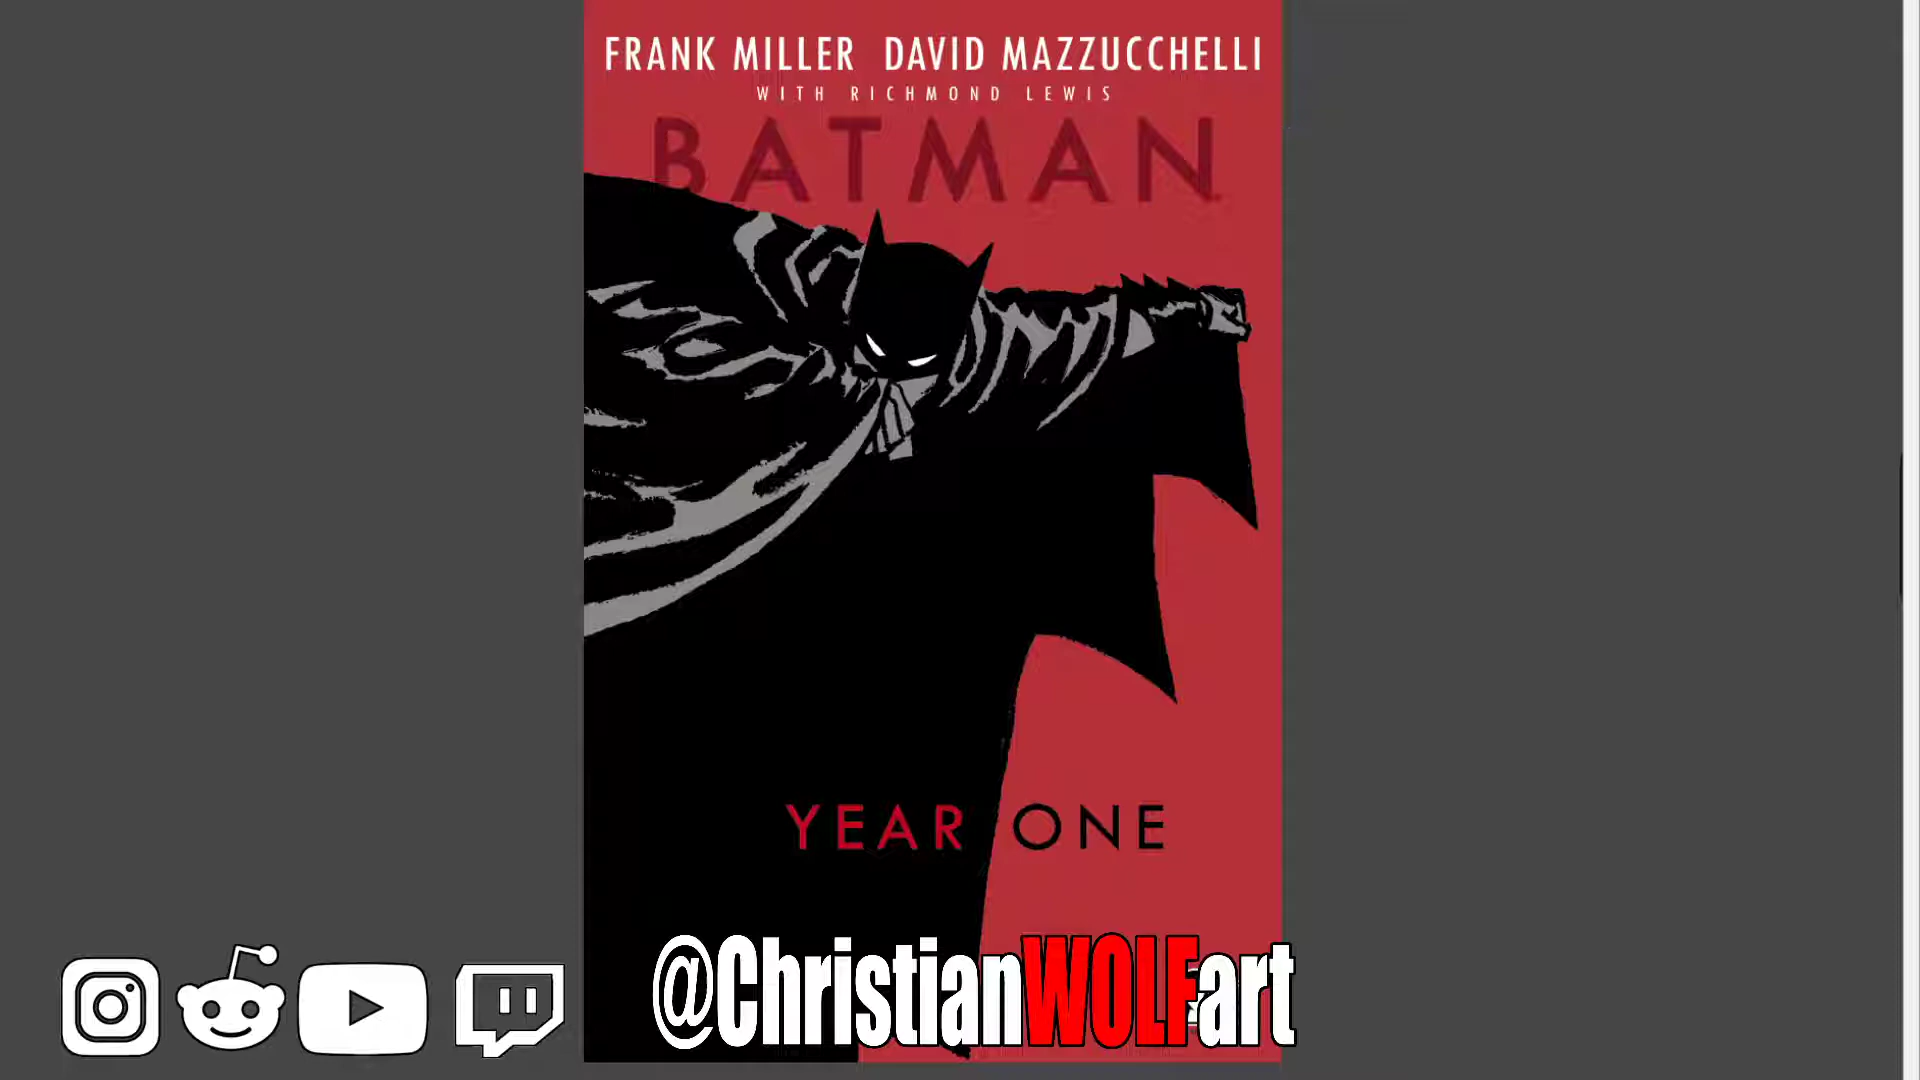 FRANK MILLER DAVID MAZZUCCHELLI
WITH RICHMOND LEWIS
BATMAN
YEAR ONE
@ChristianWOLFart